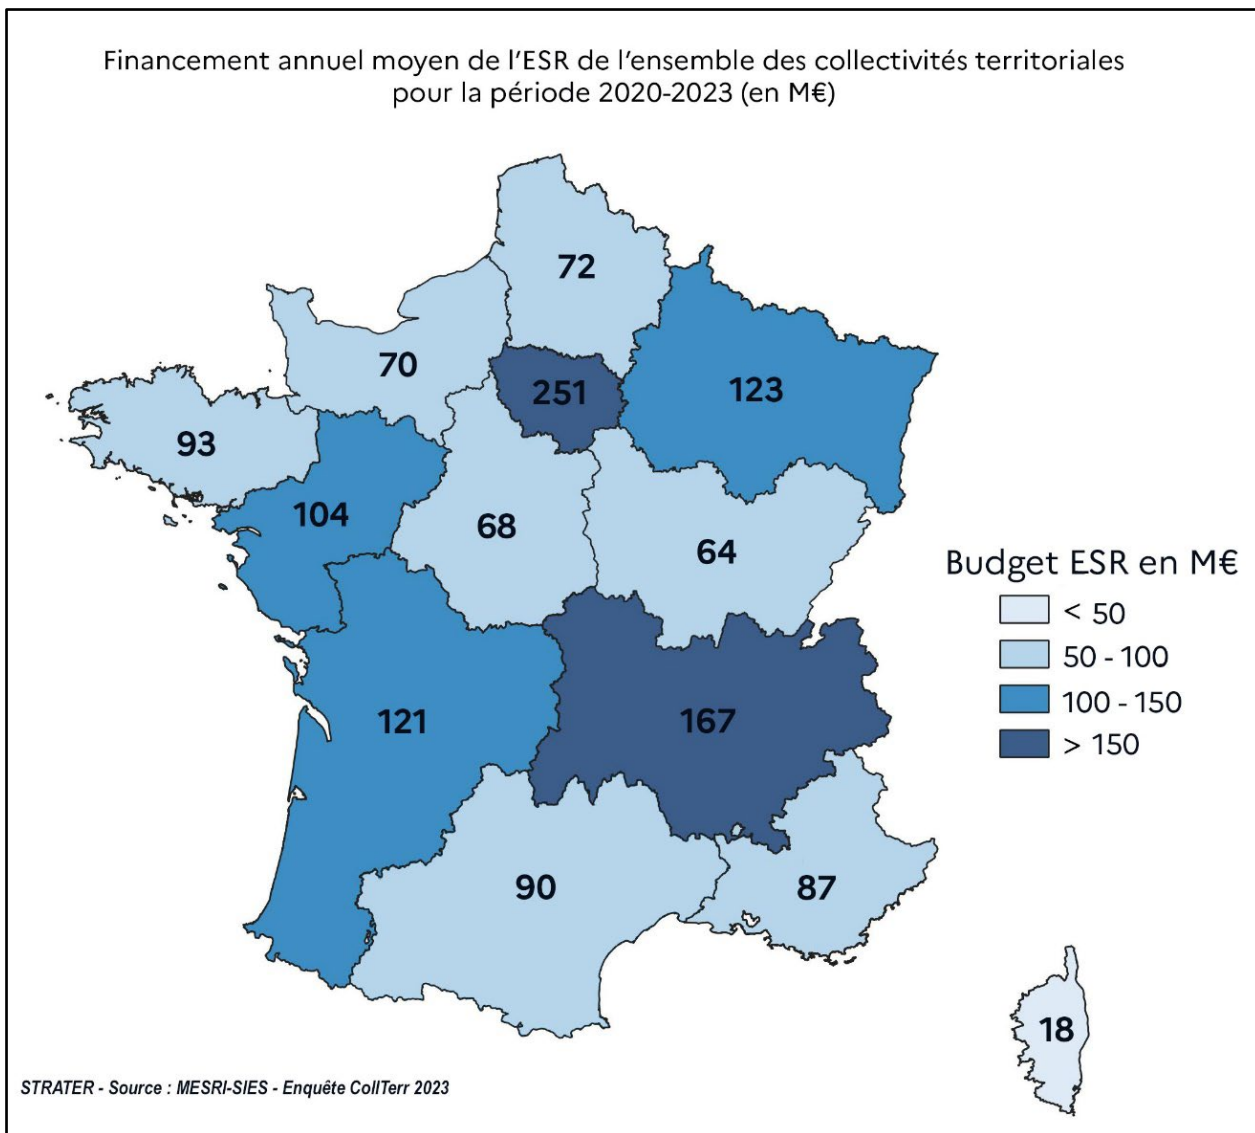 Financement annuel moyen de l'ESR de l'ensemble des collectivités territoriales
pour la période 2020-2023 (en M€)
72
70
251
123
93
104
68
64
Budget ESR en M€
< 50
50 - 100
100 - 150
> 150
121
167
90
87
18
STRATER - Source : MESRI-SIES - Enquête CollTerr 2023